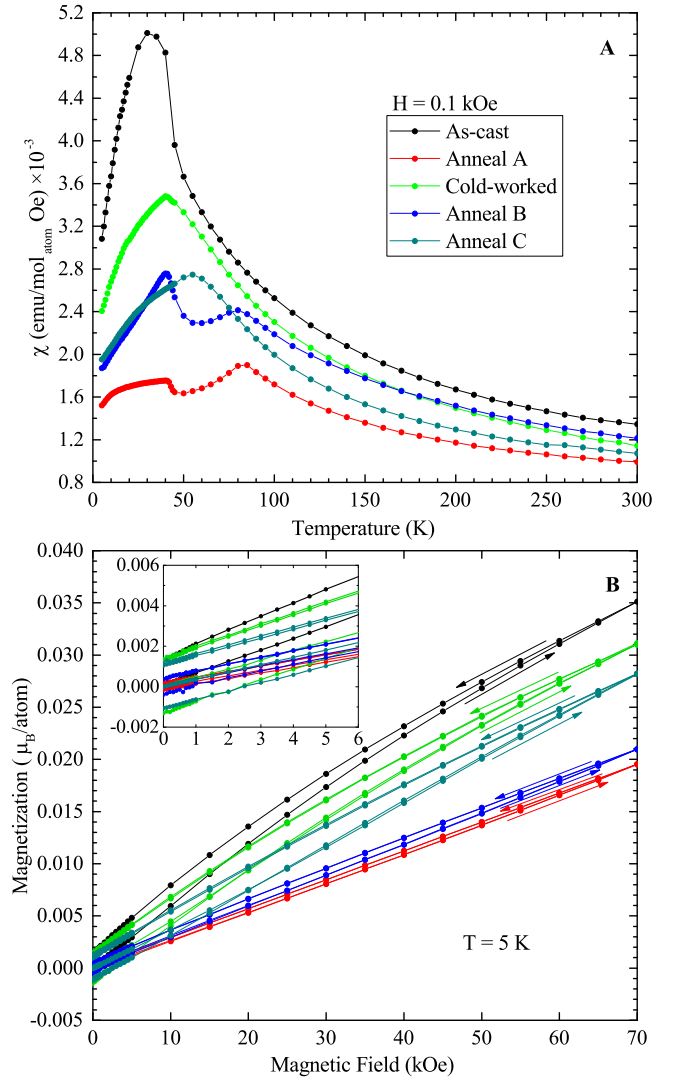 5.2
A
4.8
H = 0.1 kOe
As-cast
4.4
Anneal A
4.0
Cold-worked
Anneal B
3.6
Anneal C
3.2
2.8
2.4
2.0
1.6
1.2
0.8
χ (emu/mol_atom Oe) ×10⁻³
0 50 100 150 200 250 300
Temperature (K)
0.040
B
0.035
0.030
0.025
0.020
0.015
0.010
0.005
0.000
-0.005
Magnetization (μ_B/atom)
0.006
0.004
0.002
0.000
-0.002
0 1 2 3 4 5 6
T = 5 K
0 10 20 30 40 50 60 70
Magnetic Field (kOe)